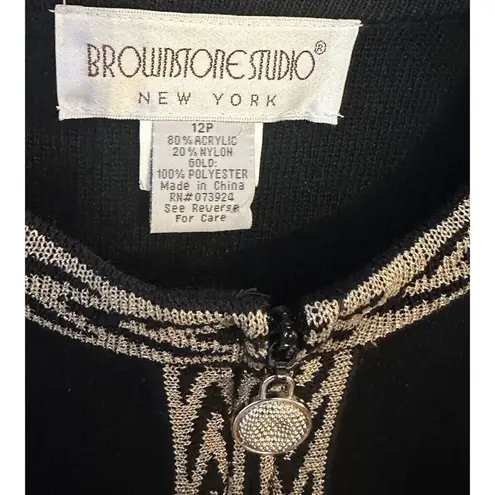 BROWNSTONE STUDIO®
NEW YORK
12P
80% ACRYLIC
20% NYLON
GOLD:
100% POLYESTER
Made in China
RN# 073924
See Reverse
For Care